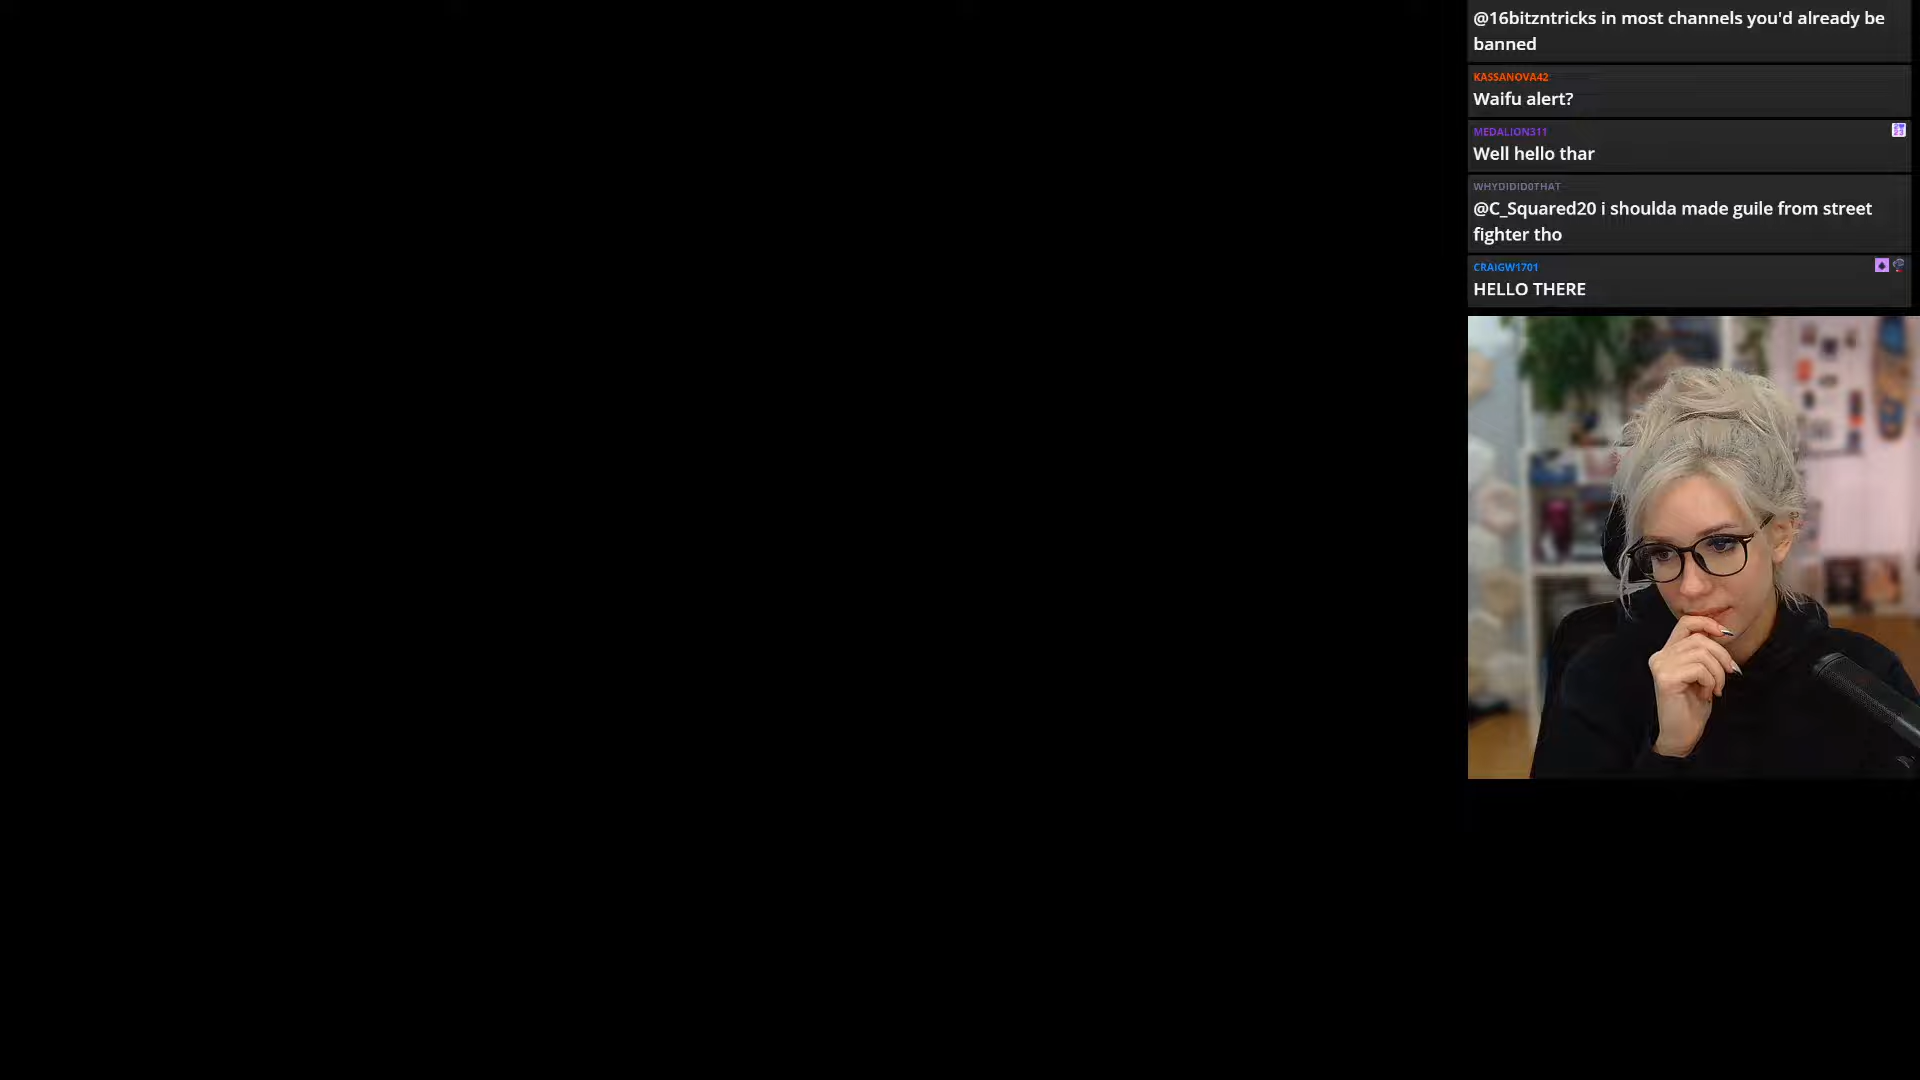 @16bitzntricks in most channels you'd already be
banned
KASSANOVA42
Waifu alert?
MEDALION311
Well hello thar
WHYDIDID0THAT
@C_Squared20 i shoulda made guile from street
fighter tho
CRAIGW1701
HELLO THERE